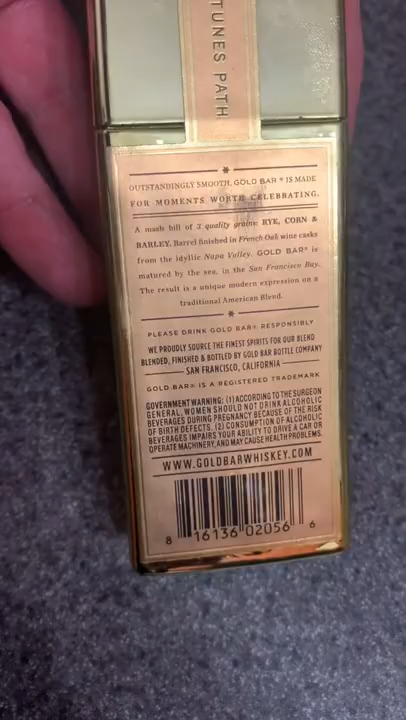 TUNES PATH
OUTSTANDINGLY SMOOTH, GOLD BAR ® IS MADE
FOR MOMENTS WORTH CELEBRATING.
A mash bill of 3 quality grains: RYE, CORN &
BARLEY. Barrel finished in French Oak wine casks
from the idyllic Napa Valley. GOLD BAR® is
matured by the sea, in the San Francisco Bay.
The result is a unique modern expression on a
traditional American Blend.
PLEASE DRINK GOLD BAR® RESPONSIBLY
WE PROUDLY SOURCE THE FINEST SPIRITS FOR OUR BLEND
BLENDED, FINISHED & BOTTLED BY GOLD BAR BOTTLE COMPANY
SAN FRANCISCO, CALIFORNIA
GOLD BAR® IS A REGISTERED TRADEMARK
GOVERNMENT WARNING: (1) ACCORDING TO THE SURGEON
GENERAL, WOMEN SHOULD NOT DRINK ALCOHOLIC
BEVERAGES DURING PREGNANCY BECAUSE OF THE RISK
OF BIRTH DEFECTS. (2) CONSUMPTION OF ALCOHOLIC
BEVERAGES IMPAIRS YOUR ABILITY TO DRIVE A CAR OR
OPERATE MACHINERY, AND MAY CAUSE HEALTH PROBLEMS.
WWW.GOLDBARWHISKEY.COM
8 16136 02056 6